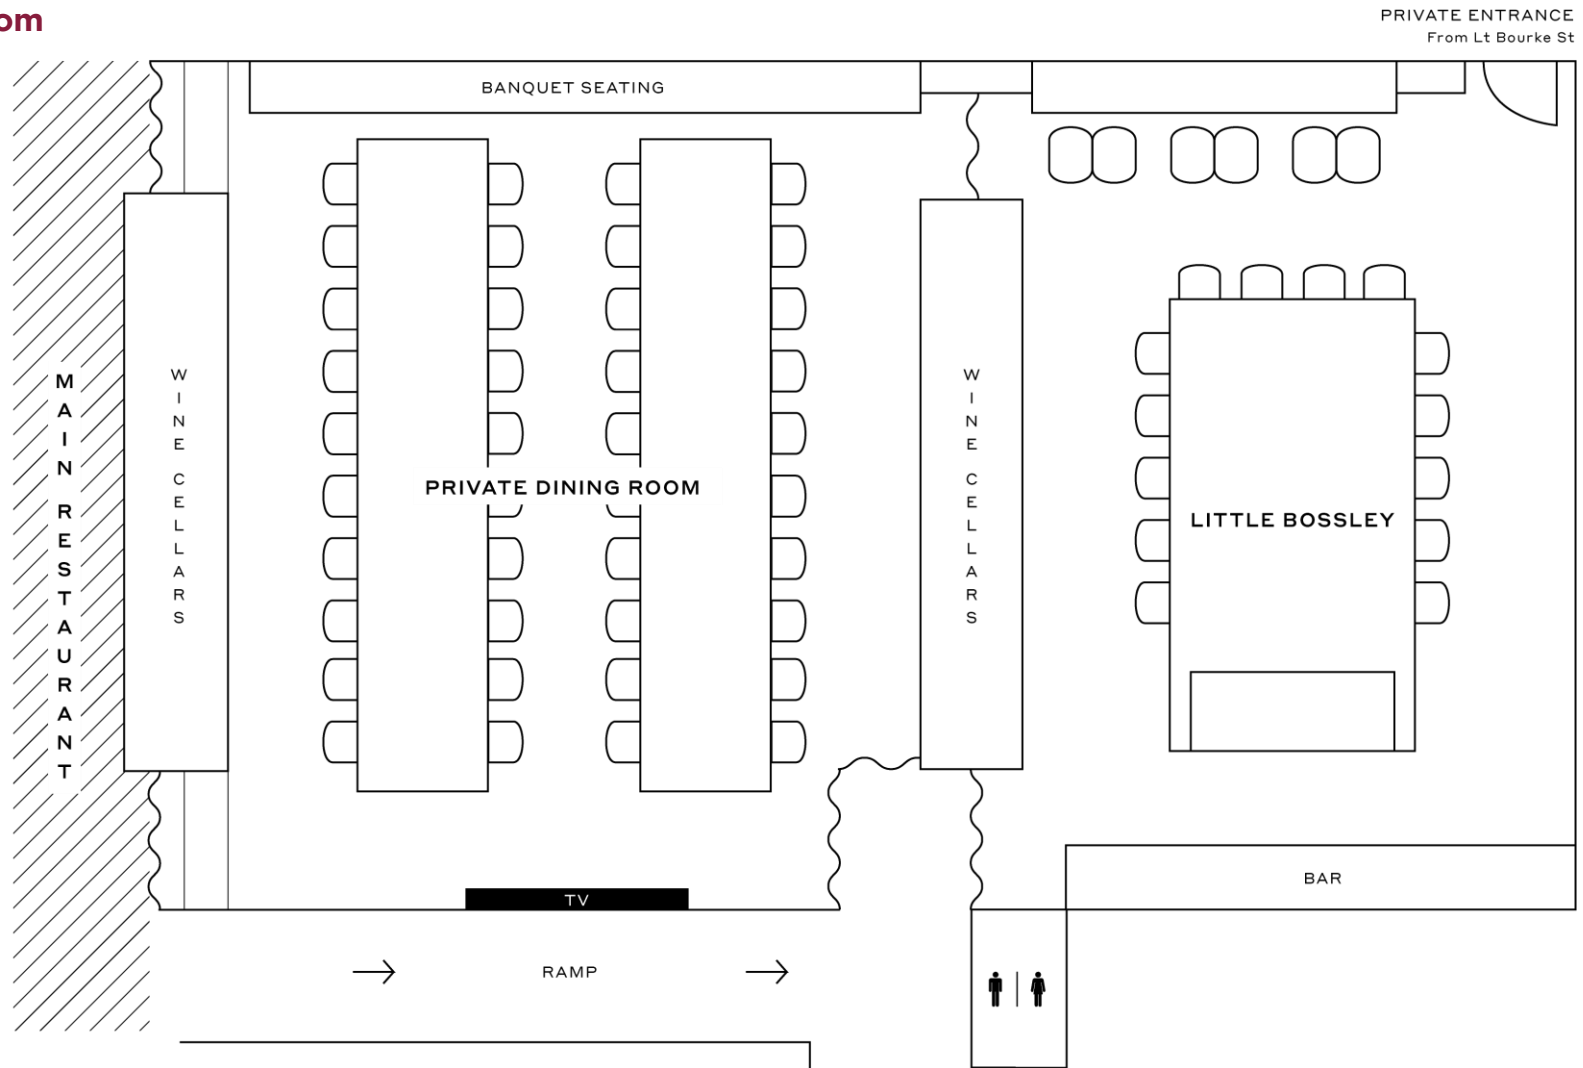 om
PRIVATE ENTRANCE
From Lt Bourke St
BANQUET SEATING
MAIN RESTAURANT
WINE CELLARS
PRIVATE DINING ROOM
WINE CELLARS
LITTLE BOSSLEY
TV
BAR
RAMP